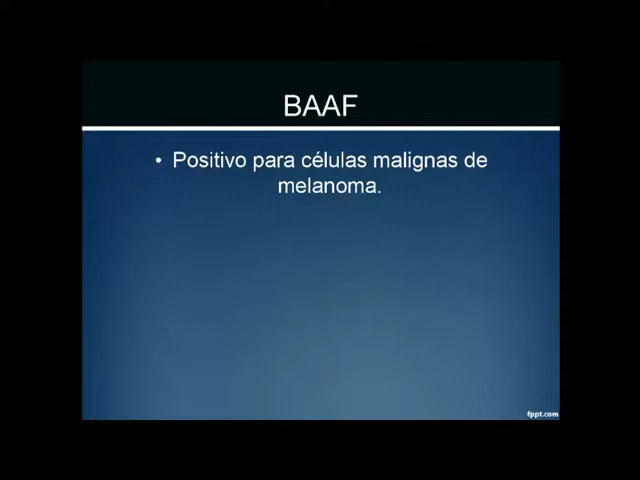 BAAF
• Positivo para células malignas de
melanoma.
fppt.com